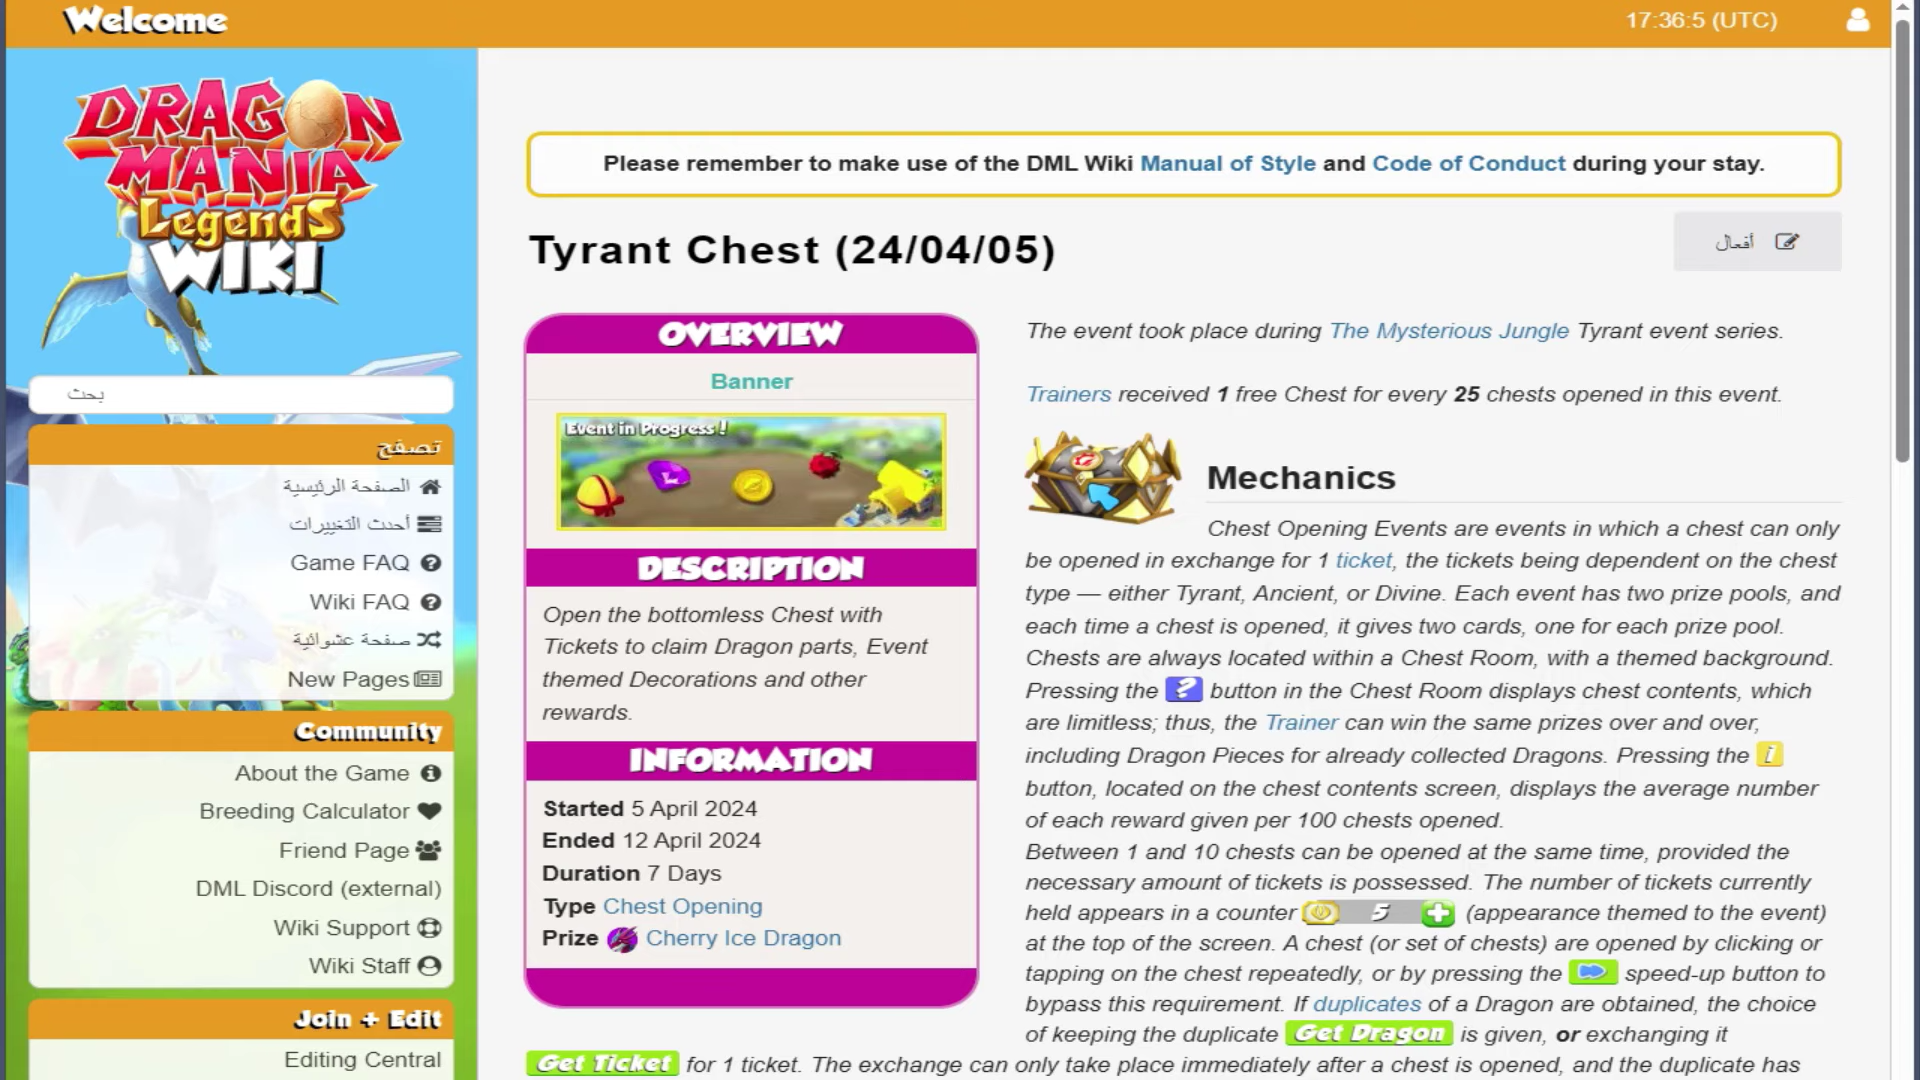 Welcome
17:36:5 (UTC)
DRAGON
MANIA
Legends
WIKI
بحث
تصفح
الصفحة الرئيسية
أحدث التغييرات
Game FAQ
Wiki FAQ
صفحة عشوائية
New Pages
Community
About the Game
Breeding Calculator
Friend Page
DML Discord (external)
Wiki Support
Wiki Staff
Join + Edit
Editing Central
Please remember to make use of the DML Wiki Manual of Style and Code of Conduct during your stay.
Tyrant Chest (24/04/05)
أفعال
OVERVIEW
Banner
Event in Progress!
DESCRIPTION
Open the bottomless Chest with
Tickets to claim Dragon parts, Event
themed Decorations and other
rewards.
INFORMATION
Started 5 April 2024
Ended 12 April 2024
Duration 7 Days
Type Chest Opening
Prize Cherry Ice Dragon
The event took place during The Mysterious Jungle Tyrant event series.
Trainers received 1 free Chest for every 25 chests opened in this event.
Mechanics
Chest Opening Events are events in which a chest can only
be opened in exchange for 1 ticket, the tickets being dependent on the chest
type — either Tyrant, Ancient, or Divine. Each event has two prize pools, and
each time a chest is opened, it gives two cards, one for each prize pool.
Chests are always located within a Chest Room, with a themed background.
Pressing the ? button in the Chest Room displays chest contents, which
are limitless; thus, the Trainer can win the same prizes over and over,
including Dragon Pieces for already collected Dragons. Pressing the i
button, located on the chest contents screen, displays the average number
of each reward given per 100 chests opened.
Between 1 and 10 chests can be opened at the same time, provided the
necessary amount of tickets is possessed. The number of tickets currently
held appears in a counter 5 (appearance themed to the event)
at the top of the screen. A chest (or set of chests) are opened by clicking or
tapping on the chest repeatedly, or by pressing the speed-up button to
bypass this requirement. If duplicates of a Dragon are obtained, the choice
of keeping the duplicate Get Dragon is given, or exchanging it
Get Ticket for 1 ticket. The exchange can only take place immediately after a chest is opened, and the duplicate has